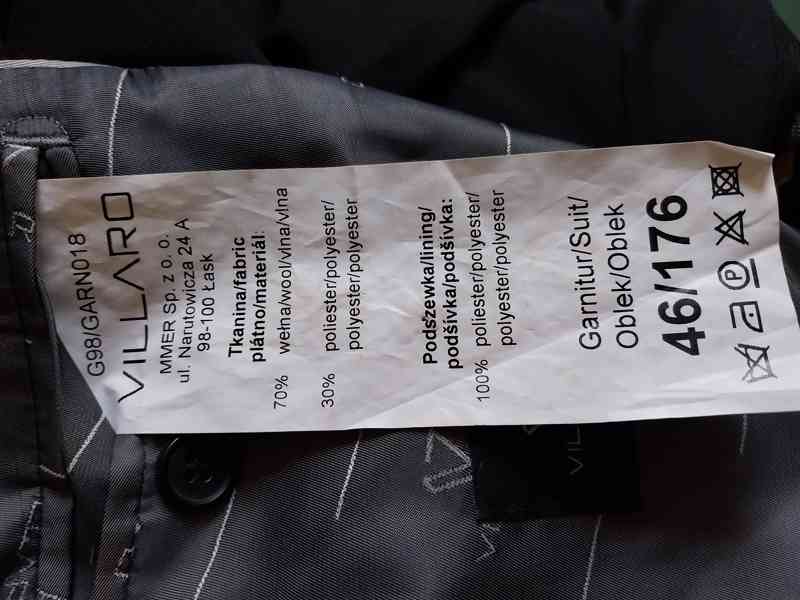 G98/GARN018
VILLARO
MMER Sp. z o. o.
ul. Narutowicza 24 A
98-100 Łask
Tkanina/fabric
plátno/materiál:
70% wełna/wool/vlna/vlna
30% poliester/polyester/
polyester/polyester
Podszewka/lining/
podšívka/podšívka:
100% poliester/polyester/
polyester/polyester
Garnitur/Suit/
Oblek/Oblek
46/176
P
VIL